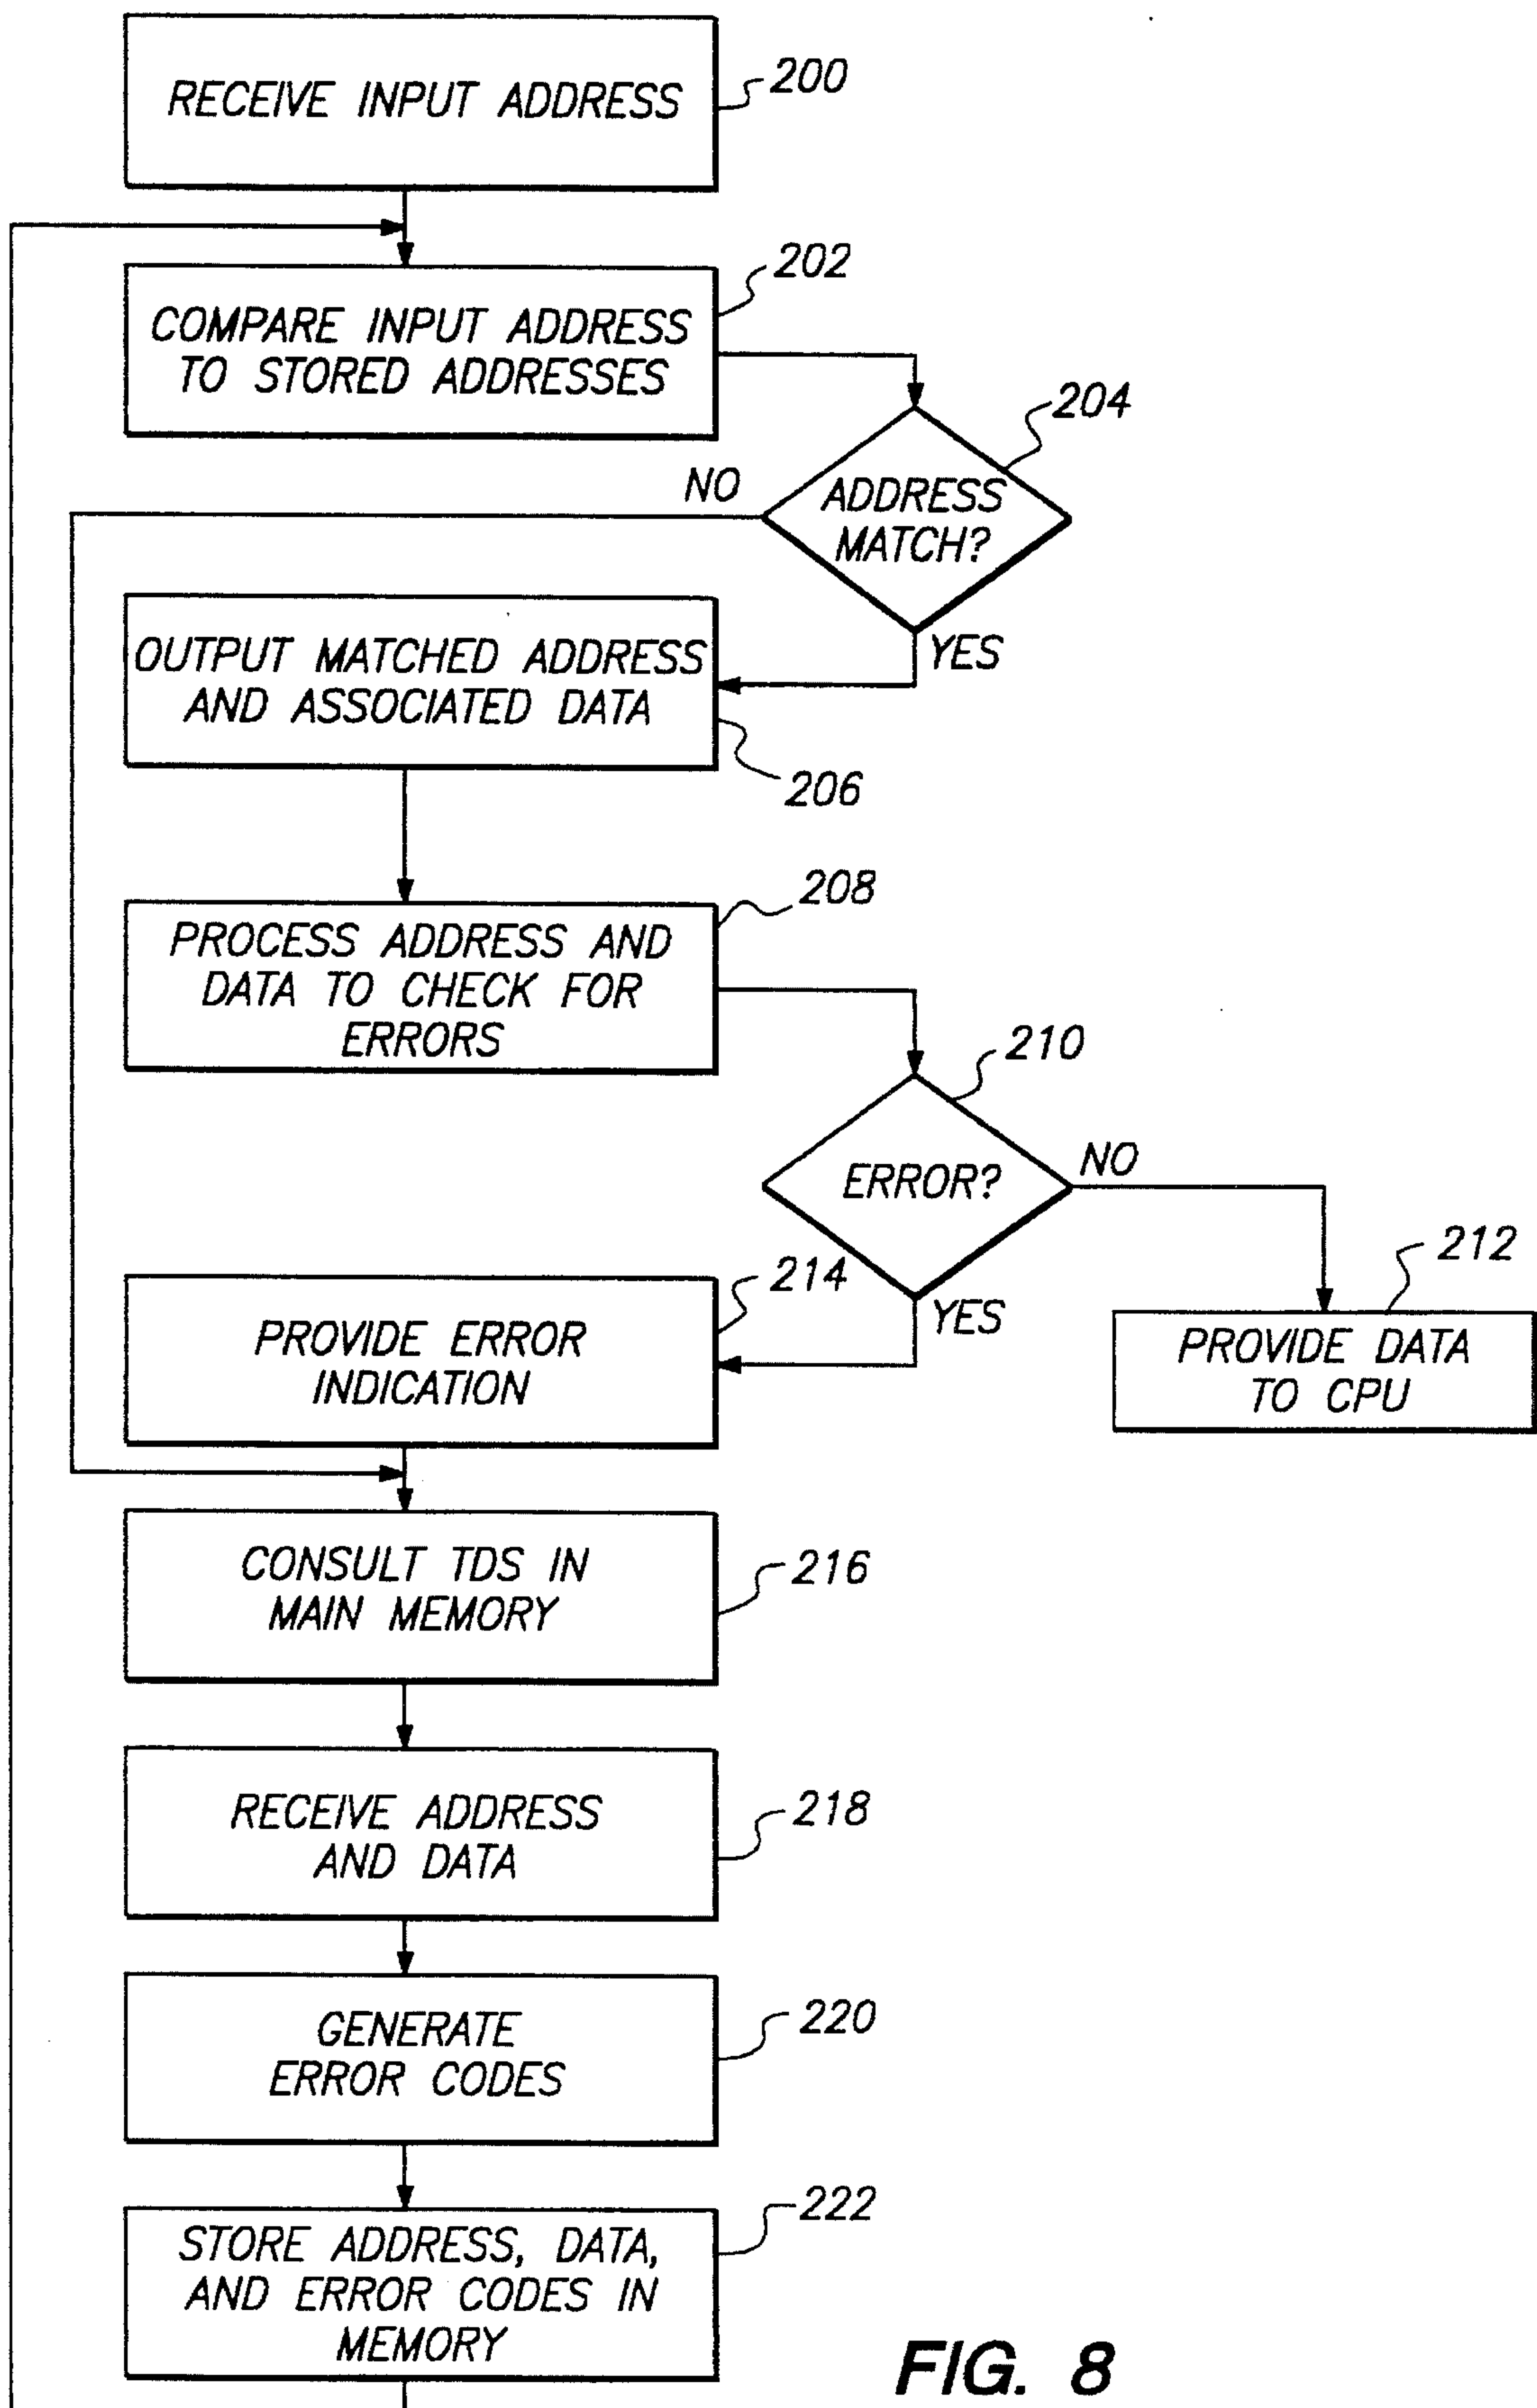 RECEIVE INPUT ADDRESS
200
202
COMPARE INPUT ADDRESS
TO STORED ADDRESSES
204
NO
ADDRESS
MATCH?
YES
OUTPUT MATCHED ADDRESS
AND ASSOCIATED DATA
206
208
PROCESS ADDRESS AND
DATA TO CHECK FOR
ERRORS
210
ERROR?
NO
212
214
YES
PROVIDE ERROR
INDICATION
PROVIDE DATA
TO CPU
CONSULT TDS IN
MAIN MEMORY
216
RECEIVE ADDRESS
AND DATA
218
GENERATE
ERROR CODES
220
222
STORE ADDRESS, DATA,
AND ERROR CODES IN
MEMORY
FIG. 8